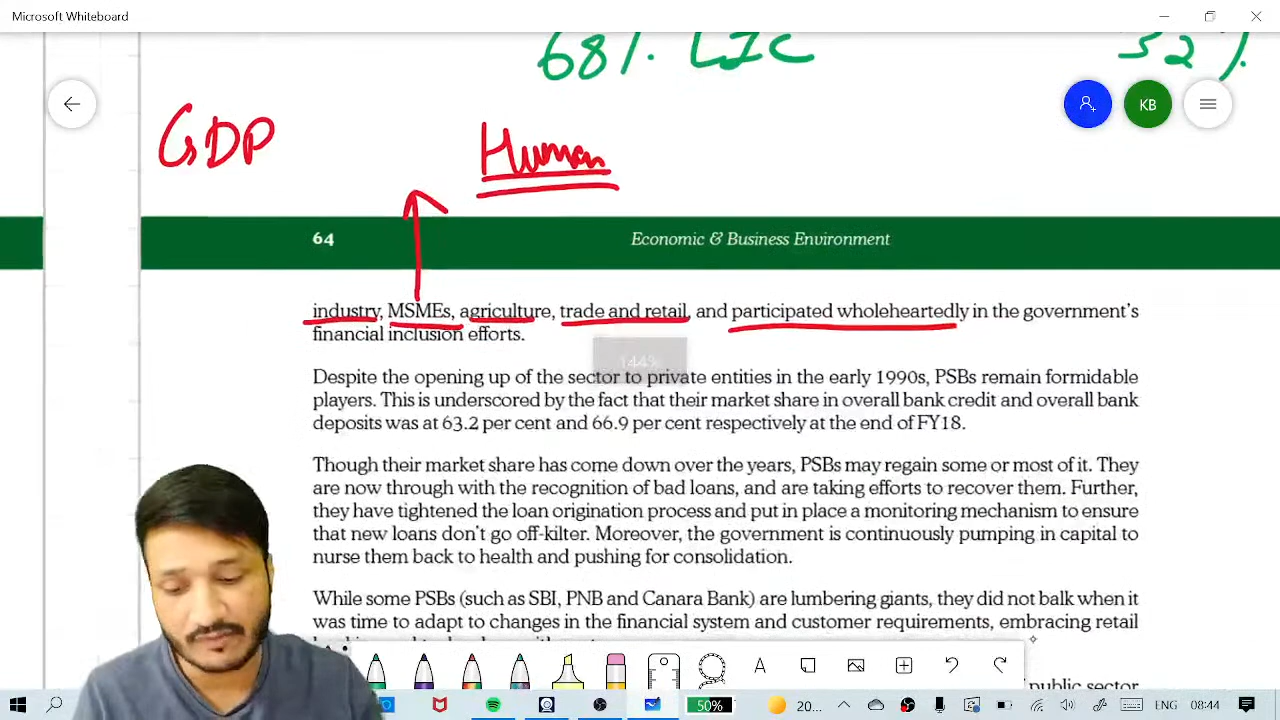 Microsoft Whiteboard
68%. LIC
32%.
KB
GDP
Human
64
Economic & Business Environment
industry, MSMEs, agriculture, trade and retail, and participated wholeheartedly in the government's
financial inclusion efforts.
144%
Despite the opening up of the sector to private entities in the early 1990s, PSBs remain formidable
players. This is underscored by the fact that their market share in overall bank credit and overall bank
deposits was at 63.2 per cent and 66.9 per cent respectively at the end of FY18.
Though their market share has come down over the years, PSBs may regain some or most of it. They
are now through with the recognition of bad loans, and are taking efforts to recover them. Further,
they have tightened the loan origination process and put in place a monitoring mechanism to ensure
that new loans don't go off-kilter. Moreover, the government is continuously pumping in capital to
nurse them back to health and pushing for consolidation.
While some PSBs (such as SBI, PNB and Canara Bank) are lumbering giants, they did not balk when it
was time to adapt to changes in the financial system and customer requirements, embracing retail
public sector
A
50%
20...
ENG
08:44